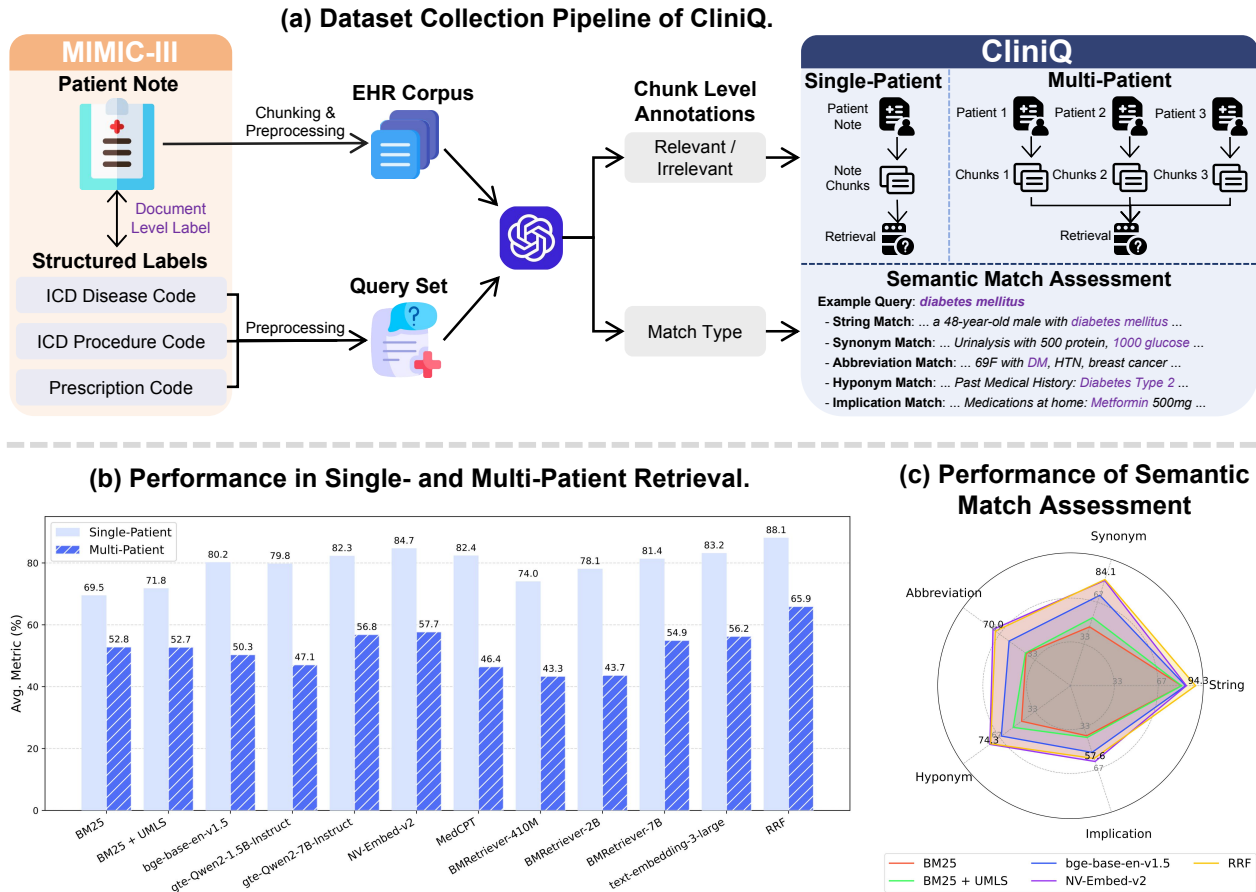 (a) Dataset Collection Pipeline of CliniQ.
MIMIC-III
Patient Note
Document
Level Label
Structured Labels
ICD Disease Code
ICD Procedure Code
Prescription Code
Chunking &
Preprocessing
EHR Corpus
Preprocessing
Query Set
?
Chunk Level
Annotations
Relevant /
Irrelevant
Match Type
CliniQ
Single-Patient
Patient
Note
Note
Chunks
Retrieval
?
Multi-Patient
Patient 1
Patient 2
Patient 3
Chunks 1
Chunks 2
Chunks 3
Retrieval
?
Semantic Match Assessment
Example Query: diabetes mellitus
- String Match: ... a 48-year-old male with diabetes mellitus ...
- Synonym Match: ... Urinalysis with 500 protein, 1000 glucose ...
- Abbreviation Match: ... 69F with DM, HTN, breast cancer ...
- Hyponym Match: ... Past Medical History: Diabetes Type 2 ...
- Implication Match: ... Medications at home: Metformin 500mg ...
(b) Performance in Single- and Multi-Patient Retrieval.
Single-Patient
Multi-Patient
Avg. Metric (%)
80
60
40
20
0
69.5
52.8
71.8
52.7
80.2
50.3
79.8
47.1
82.3
56.8
84.7
57.7
82.4
46.4
74.0
43.3
78.1
43.7
81.4
54.9
83.2
56.2
88.1
65.9
BM25
BM25 + UMLS
bge-base-en-v1.5
gte-Qwen2-1.5B-Instruct
gte-Qwen2-7B-Instruct
NV-Embed-v2
MedCPT
BMRetriever-410M
BMRetriever-2B
BMRetriever-7B
text-embedding-3-large
RRF
(c) Performance of Semantic
Match Assessment
Synonym
84.1
67
33
Abbreviation
70.0
33
String
94.3
67
33
Hyponym
74.3
67
33
Implication
57.6
67
33
BM25
BM25 + UMLS
bge-base-en-v1.5
NV-Embed-v2
RRF